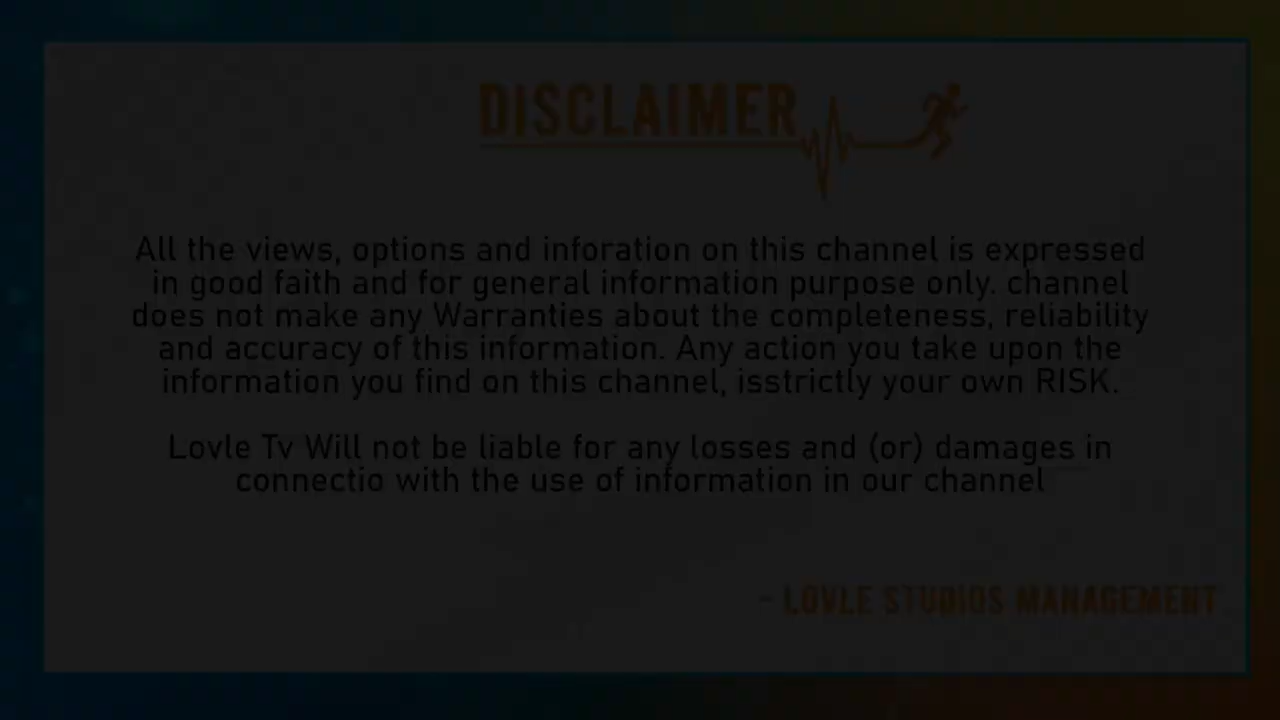 DISCLAIMER
All the views, options and inforation on this channel is expressed
in good faith and for general information purpose only. channel
does not make any Warranties about the completeness, reliability
and accuracy of this information. Any action you take upon the
information you find on this channel, isstrictly your own RISK.
Lovle Tv Will not be liable for any losses and (or) damages in
connectio with the use of information in our channel
- LOVLE STUDIOS MANAGEMENT